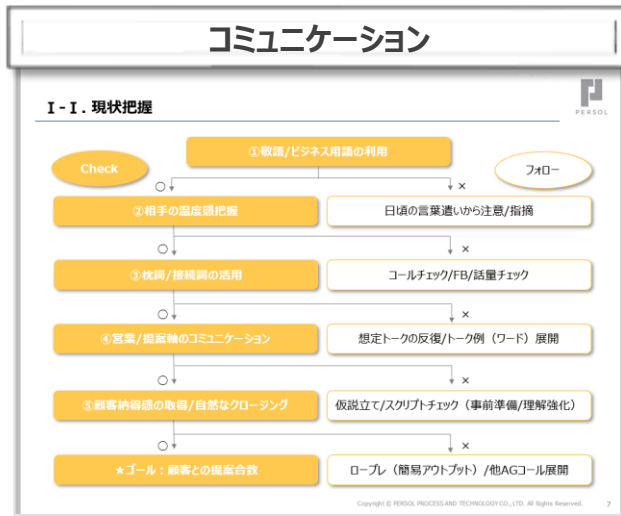 コミュニケーション
Ⅰ-Ⅰ. 現状把握
PERSOL
①敬語/ビジネス用語の利用
Check
フォロー
○
×
②相手の温度感把握
日頃の言葉遣いから注意/指摘
○
×
③枕詞/接続詞の活用
コールチェック/FB/話量チェック
○
×
④営業/提案軸のコミュニケーション
想定トークの反復/トーク例（ワード）展開
○
×
⑤顧客納得感の取得/自然なクロージング
仮説立て/スクリプトチェック（事前準備/理解強化）
○
×
★ゴール：顧客との提案合致
ロープレ（簡易アウトプット）/他AGコール展開
Copyright © PERSOL PROCESS AND TECHNOLOGY CO., LTD. All Rights Reserved.
7